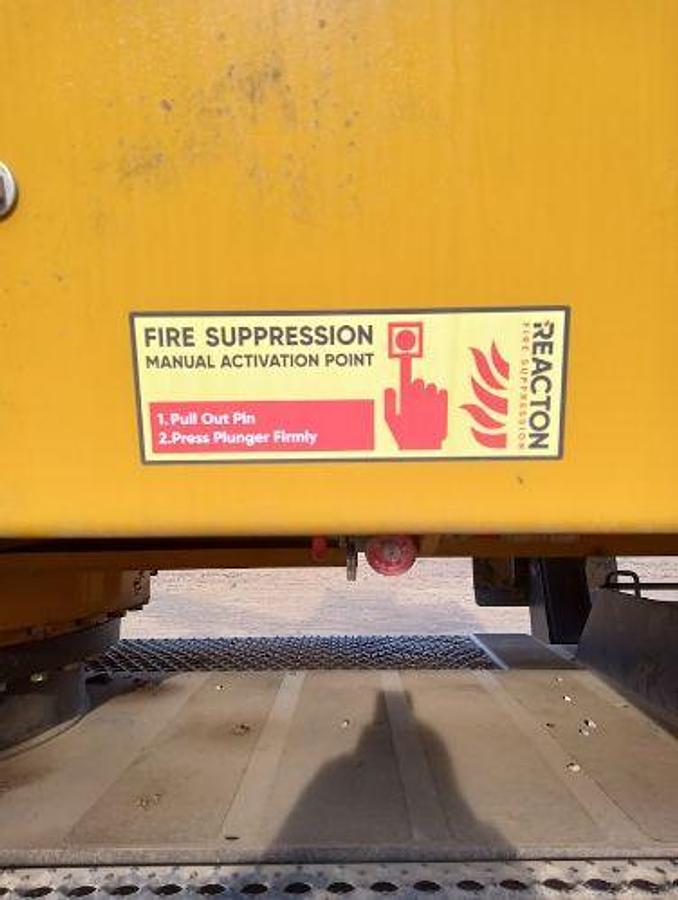 FIRE SUPPRESSION
MANUAL ACTIVATION POINT
1. Pull Out Pin
2.Press Plunger Firmly
REACTON
FIRE SUPPRESSION